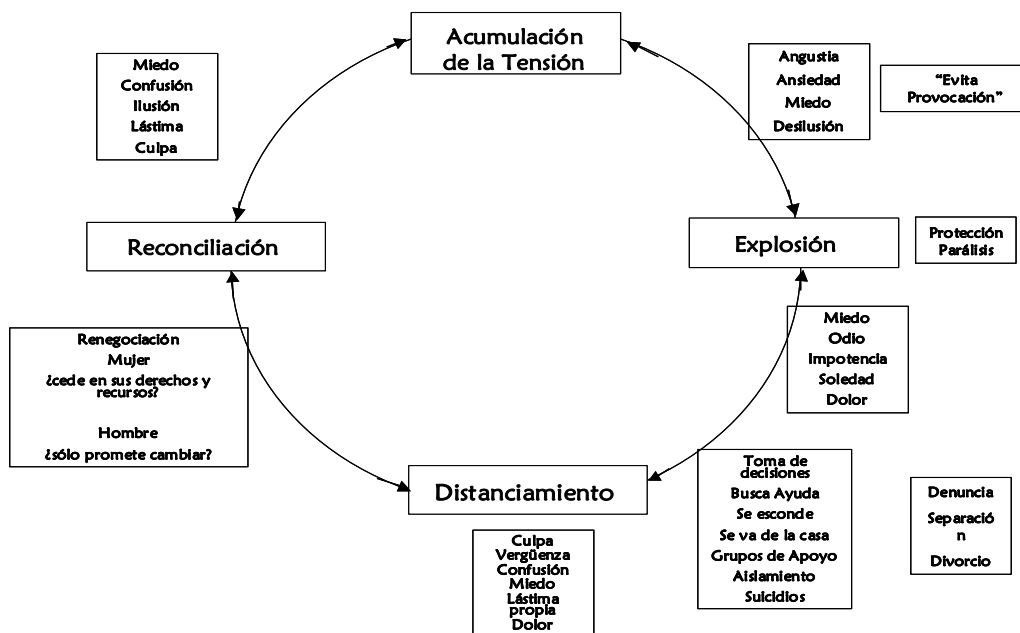 Acumulación
de la Tensión
Miedo
Confusión
Ilusión
Lástima
Culpa
Angustia
Ansiedad
Miedo
Desilusión
“Evita
Provocación”
Reconciliación
Explosión
Protección
Parálisis
Renegociación
Mujer
¿cede en sus derechos y
recursos?
Hombre
¿sólo promete cambiar?
Miedo
Odio
Impotencia
Soledad
Dolor
Distanciamiento
Toma de
decisiones
Busca Ayuda
Se esconde
Se va de la casa
Grupos de Apoyo
Aislamiento
Suicidios
Denuncia
Separació
n
Divorcio
Culpa
Vergüenza
Confusión
Miedo
Lástima
propia
Dolor